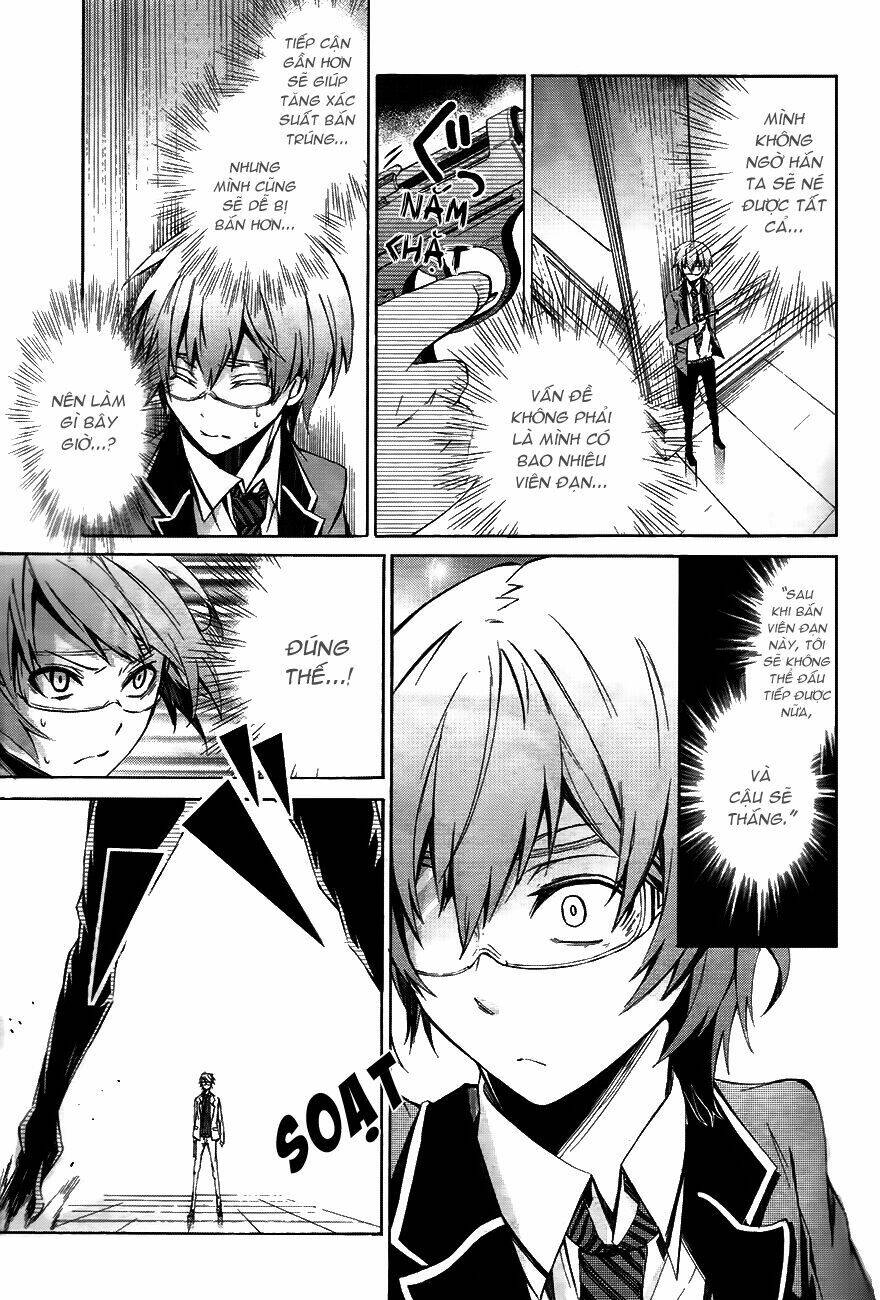 MÌNH
KHÔNG
NGỜ HẮN
TA SẼ NÉ
ĐƯỢC TẤT
CẢ...
VẤN ĐỀ
KHÔNG PHẢI
LÀ MÌNH CÓ
BAO NHIÊU
VIÊN ĐẠN...
NẮM
CHẶT
TIẾP CẬN
GẦN HƠN
SẼ GIÚP
TĂNG XÁC
SUẤT BẮN
TRÚNG...
NHƯNG
MÌNH CŨNG
SẼ DỄ BỊ
BẮN HƠN...
NÊN LÀM
GÌ BÂY
GIỜ...?
"SAU
KHI BẮN
VIÊN ĐẠN
NÀY, TÔI
SẼ KHÔNG
THỂ ĐẤU
TIẾP ĐƯỢC
NỮA,
VÀ
CẬU SẼ
THẮNG."
ĐÚNG
THẾ...!
SOẠT